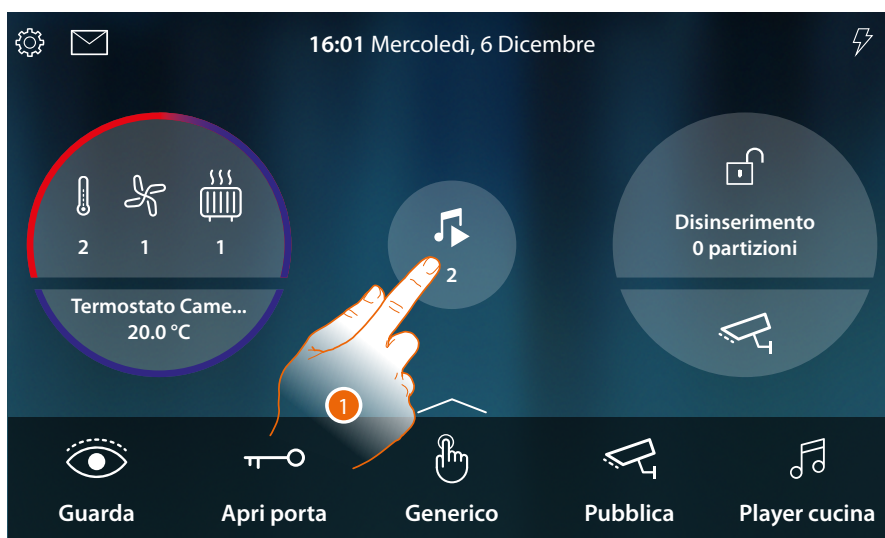 16:01 Mercoledì, 6 Dicembre
2 1 1
Termostato Came...
20.0 °C
2
Disinserimento
0 partizioni
1
Guarda Apri porta Generico Pubblica Player cucina